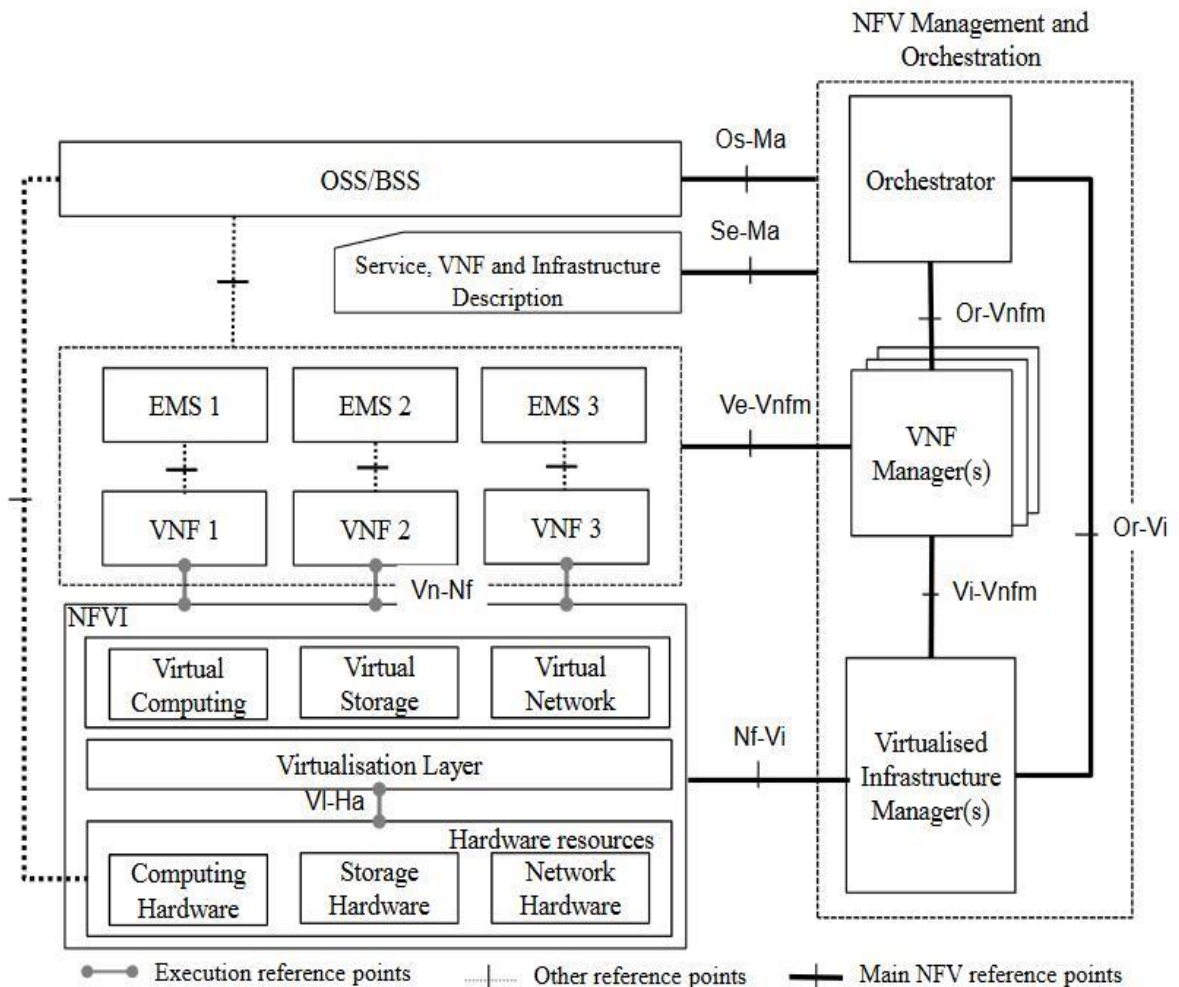 NFV Management and
Orchestration
Os-Ma
OSS/BSS
Orchestrator
Se-Ma
Service, VNF and Infrastructure
Description
Or-Vnfm
EMS 1
EMS 2
EMS 3
Ve-Vnfm
VNF
Manager(s)
VNF 1
VNF 2
VNF 3
Or-Vi
Vn-Nf
Vi-Vnfm
NFVI
Virtual
Computing
Virtual
Storage
Virtual
Network
Nf-Vi
Virtualised
Infrastructure
Manager(s)
Virtualisation Layer
Vl-Ha
Hardware resources
Computing
Hardware
Storage
Hardware
Network
Hardware
Execution reference points
Other reference points
Main NFV reference points